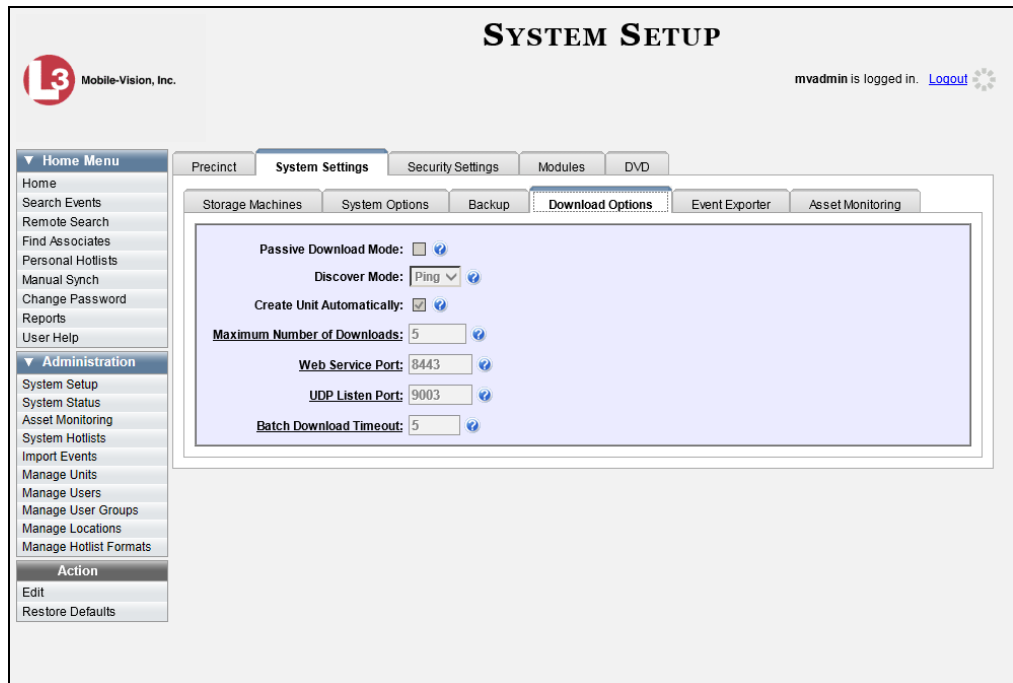 SYSTEM SETUP
L3 Mobile-Vision, Inc.
mvadmin is logged in. Logout
▼ Home Menu
Home
Search Events
Remote Search
Find Associates
Personal Hotlists
Manual Synch
Change Password
Reports
User Help
▼ Administration
System Setup
System Status
Asset Monitoring
System Hotlists
Import Events
Manage Units
Manage Users
Manage User Groups
Manage Locations
Manage Hotlist Formats
Action
Edit
Restore Defaults
Precinct System Settings Security Settings Modules DVD
Storage Machines System Options Backup Download Options Event Exporter Asset Monitoring
Passive Download Mode: ?
Discover Mode: Ping ?
Create Unit Automatically: ?
Maximum Number of Downloads: 5 ?
Web Service Port: 8443 ?
UDP Listen Port: 9003 ?
Batch Download Timeout: 5 ?